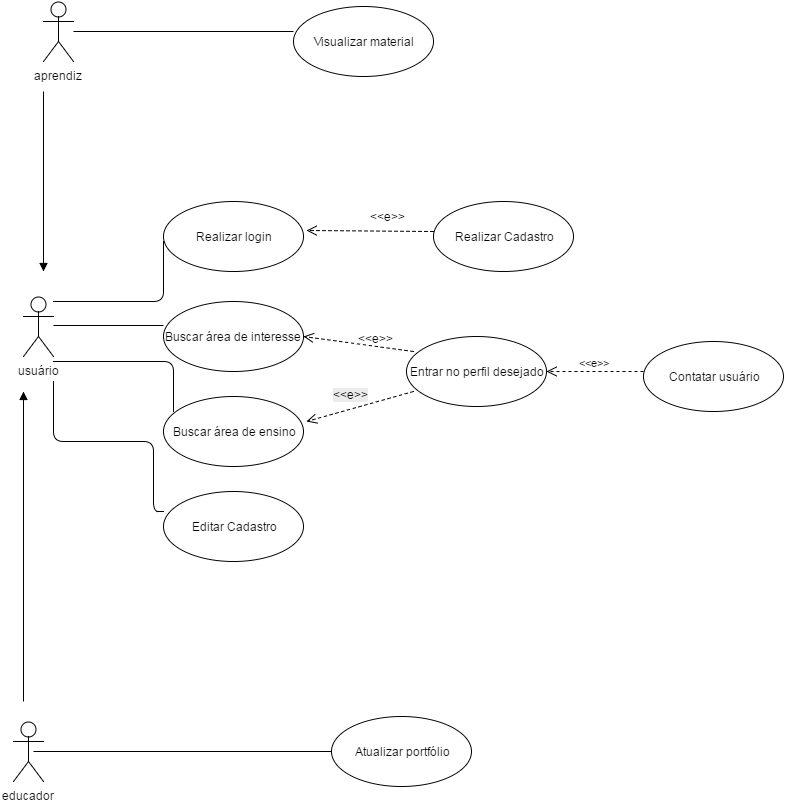 Visualizar material
aprendiz
<<e>>
Realizar login
Realizar Cadastro
Buscar área de interesse
<<e>>
<<e>>
usuário
Entrar no perfil desejado
Contatar usuário
<<e>>
Buscar área de ensino
Editar Cadastro
Atualizar portfólio
educador